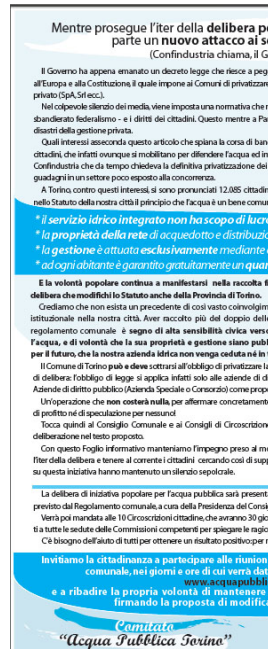 Mentre prosegue l'iter della delibera po
parte un nuovo attacco ai se
(Confindustria chiama, il G
Il Governo ha appena emanato un decreto legge che riesce a pegg
all'Europa e alla Costituzione, il quale impone ai Comuni di privatizzare
privato (SpA, Srl ecc.).
Nel colpevole silenzio dei media, viene imposta una normativa che n
sbandierato federalismo - e i diritti dei cittadini. Questo mentre a Par
disastri della gestione privata.
Quali interessi asseconda questo articolo che spiana la corsa di banc
cittadini, che infatti ovunque si mobilitano per difendere l'acqua ed im
Confindustria che da tempo chiedeva la definitiva privatizzazione dei
guadagni in un settore poco esposto alla concorrenza.
A Torino, contro questi interessi, si sono pronunciati 12.085 cittadin
nello Statuto della nostra città il principio che l'acqua è un bene comun
* il servizio idrico integrato non ha scopo di lucro
* la proprietà della rete di acquedotto e distribuzio
* la gestione è attuata esclusivamente mediante e
* ad ogni abitante è garantito gratuitamente un quan
E la volontà popolare continua a manifestarsi nella raccolta fi
delibera che modifichi lo Statuto anche della Provincia di Torino.
Crediamo che non esista un precedente di così vasto coinvolgim
istituzionale nella nostra città. Aver raccolto più del doppio delle
regolamento comunale è segno di alta sensibilità civica verso
l'acqua, e di volontà che la sua proprietà e gestione siano pubbl
per il futuro, che la nostra azienda idrica non venga ceduta né in t
Il Comune di Torino può e deve sottrarsi all'obbligo di privatizzare la
di delibera: l'obbligo de legge si applica infatti solo alle aziende di di
Aziende di diritto pubblico (Azienda Speciale o Consorzio) come propo
Un'operazione che non costerà nulla, per affermare concretamente
di profitto né di speculazione per nessuno!
Tocca quindi al Consiglio Comunale e ai Consigli di Circoscrizione
deliberazione nel testo proposto.
Con questo Foglio informativo manteniamo l'impegno preso al mo
l'iter della delibera e tenere al corrente i cittadini cercando così di supp
su questa iniziativa hanno mantenuto un silenzio sepolcrale.
La delibera di iniziativa popolare per l'acqua pubblica sarà present
previsto dal Regolamento comunale, a cura della Presidenza del Consig
Verrà poi mandata alle 10 Circoscrizioni cittadine, che avranno 30 gio
ti a tutte le sedute delle Commissioni competenti per spiegare le ragio
C'è bisogno dell'aiuto di tutti per ottenere un risultato positivo: per n
Invitiamo la cittadinanza a partecipare alle riunion
comunale, nei giorni e ore di cui verrà dat
www.acquapubbli
e a ribadire la propria volontà di mantenere
firmando la proposta di modifica
Comitato
"Acqua Pubblica Torino"